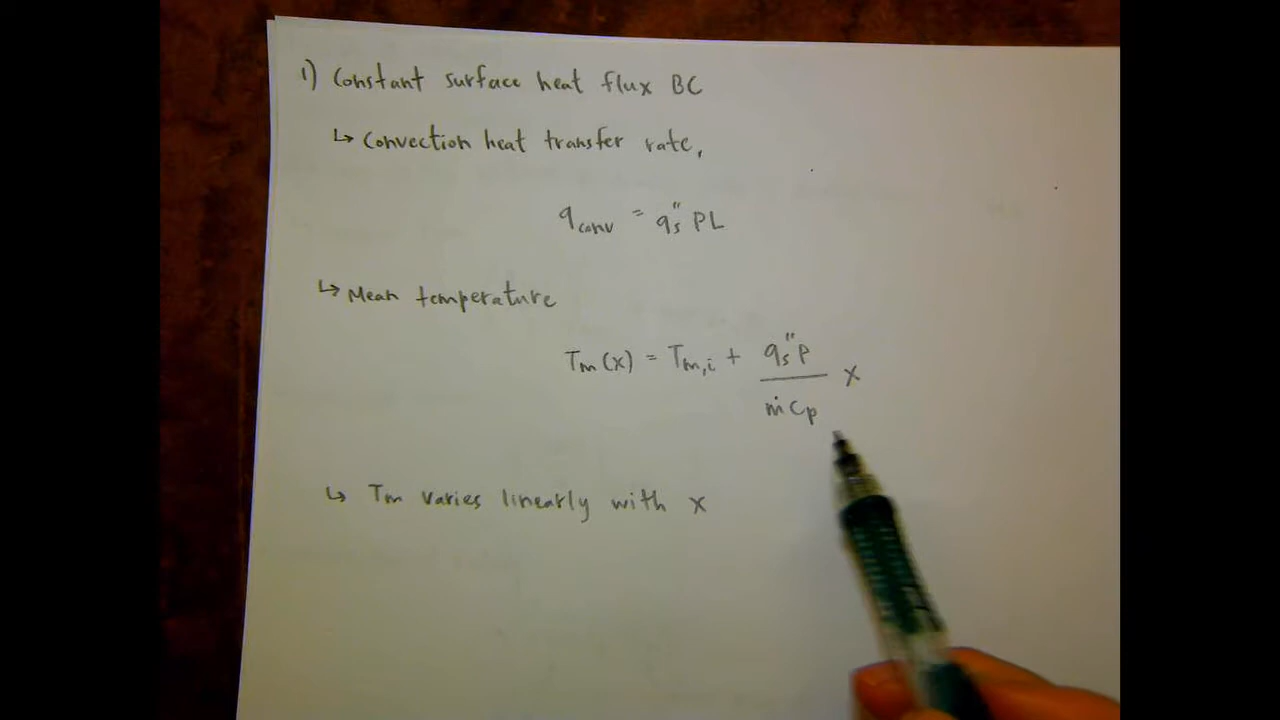 1) Constant surface heat flux BC
↳ Convection heat transfer rate,
q_conv = q_s'' PL
↳ Mean temperature
T_m(x) = T_m,i + (q_s'' P / ṁ C_p) x
↳ Tm varies linearly with x